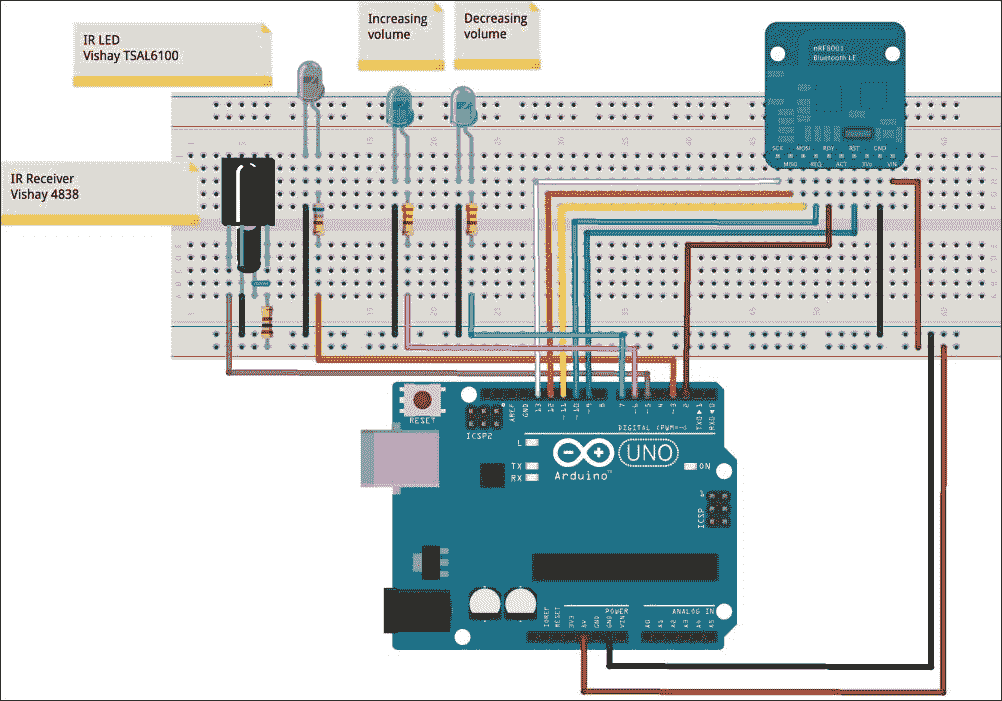 IR LED
Vishay TSAL6100
Increasing
volume
Decreasing
volume
nRF8001
Bluetooth LE
SCK MOSI RDY RST GND
MISO REQ ACT 3Vo VIN
IR Receiver
Vishay 4838
RESET
ICSP2
AREF
GND
13
12
~11
~10
~9
8
7
~6
~5
4
~3
2
TX0▶1
RX0◀0
DIGITAL (PWM=~)
L
TX
RX
Arduino™
UNO
ON
ICSP
IOREF
RESET
3V3
5V
GND
GND
VIN
POWER
ANALOG IN
A0
A1
A2
A3
A4
A5